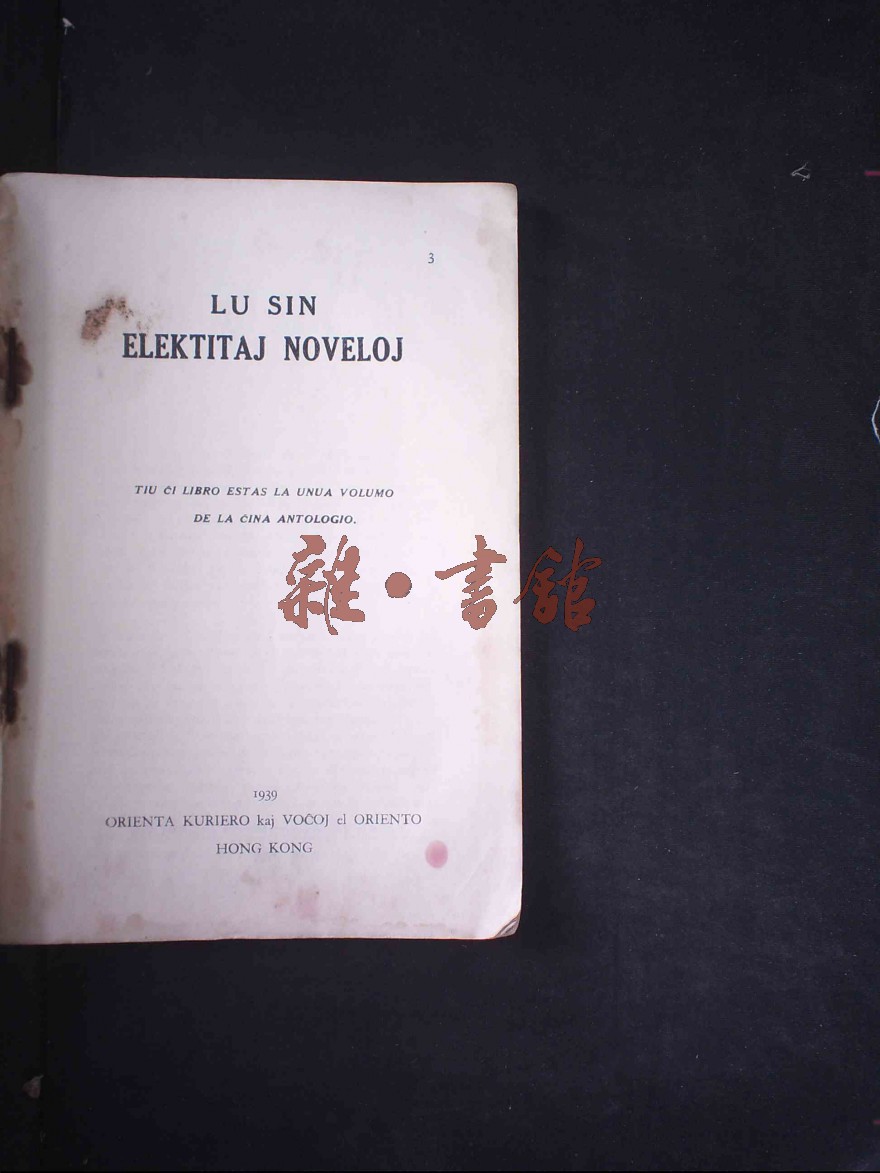 3
LU SIN
ELEKTITAJ NOVELOJ
TIU ĈI LIBRO ESTAS LA UNUA VOLUMO
DE LA ĈINA ANTOLOGIO.
雜·書館
1939
ORIENTA KURIERO kaj VOĈOJ el ORIENTO
HONG KONG